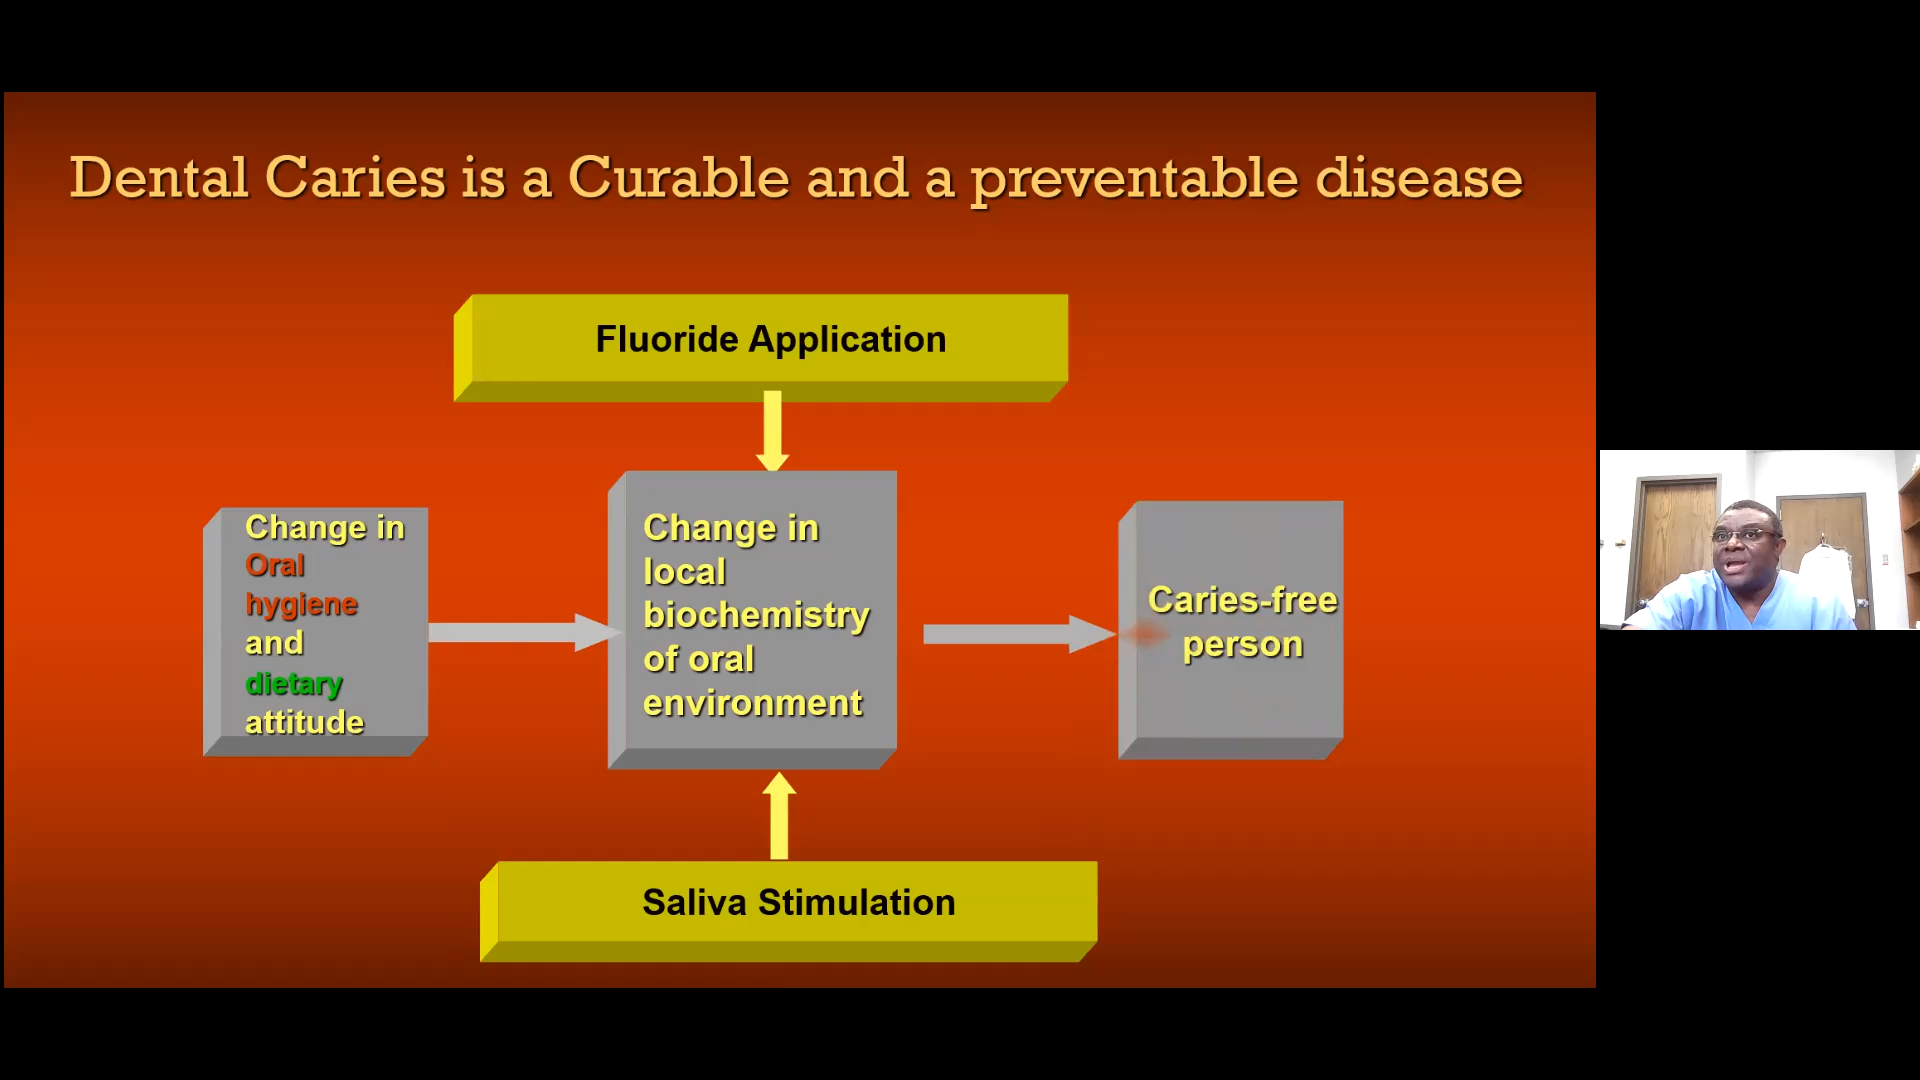 Dental Caries is a Curable and a preventable disease
Fluoride Application
Change in
Oral
hygiene
and
dietary
attitude
Change in
local
biochemistry
of oral
environment
Caries-free
person
Saliva Stimulation